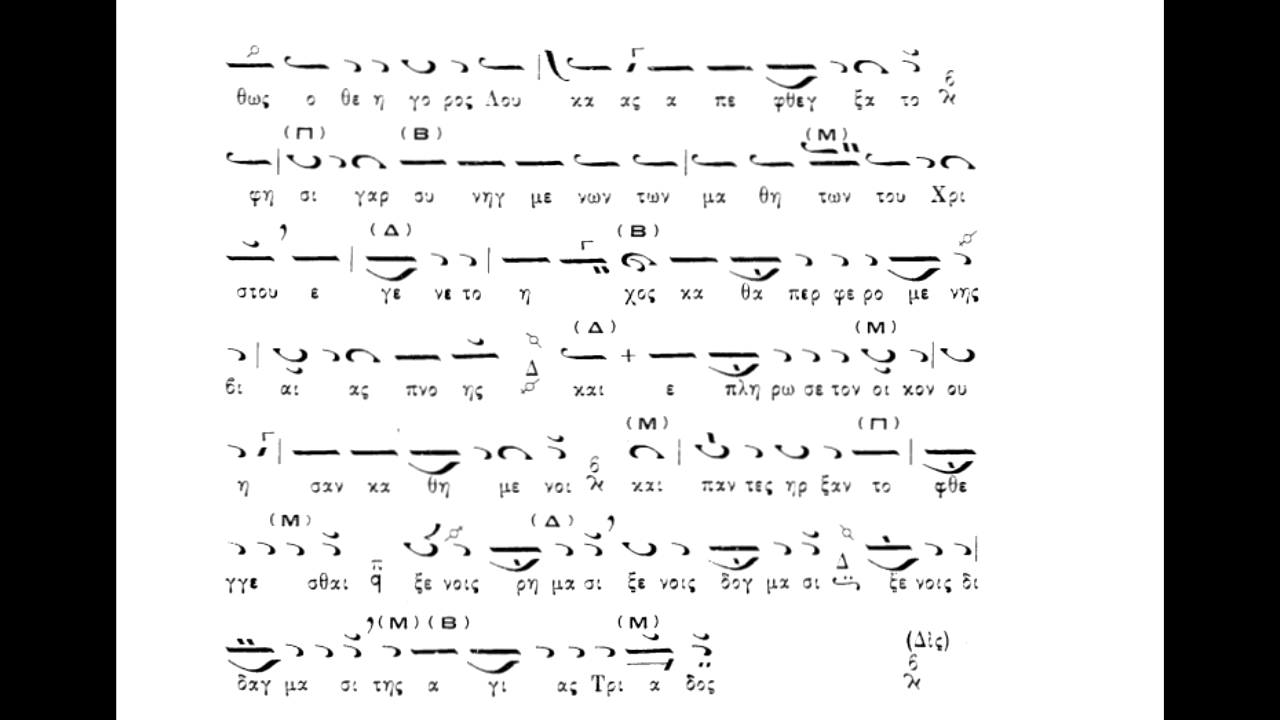 θως ο θε η γο ρος Λου κα ας α πε φθεγ ξα το
(Π) (Β) (Μ)
φη σι γαρ συ νηγ με νων των μα θη των του Χρι
(Δ) (Β)
στου ε γε νε το η χος κα θα περ φε ρο με νης
(Δ) (Μ)
βι αι ας πνο ης Δ και ε πλη ρω σε τον οι κον ου
(Μ) (Π)
η σαν κα θη με νοι και παν τες ηρ ξαν το φθε
(Μ) (Δ)
γγε σθαι π q ξε νοις ρη μα σι ξε νοις δογ μα σι Δ ξε νοις δι
(Μ) (Β) (Μ) (Δὶς)
δαγ μα σι της α γι ας Τρι α δος